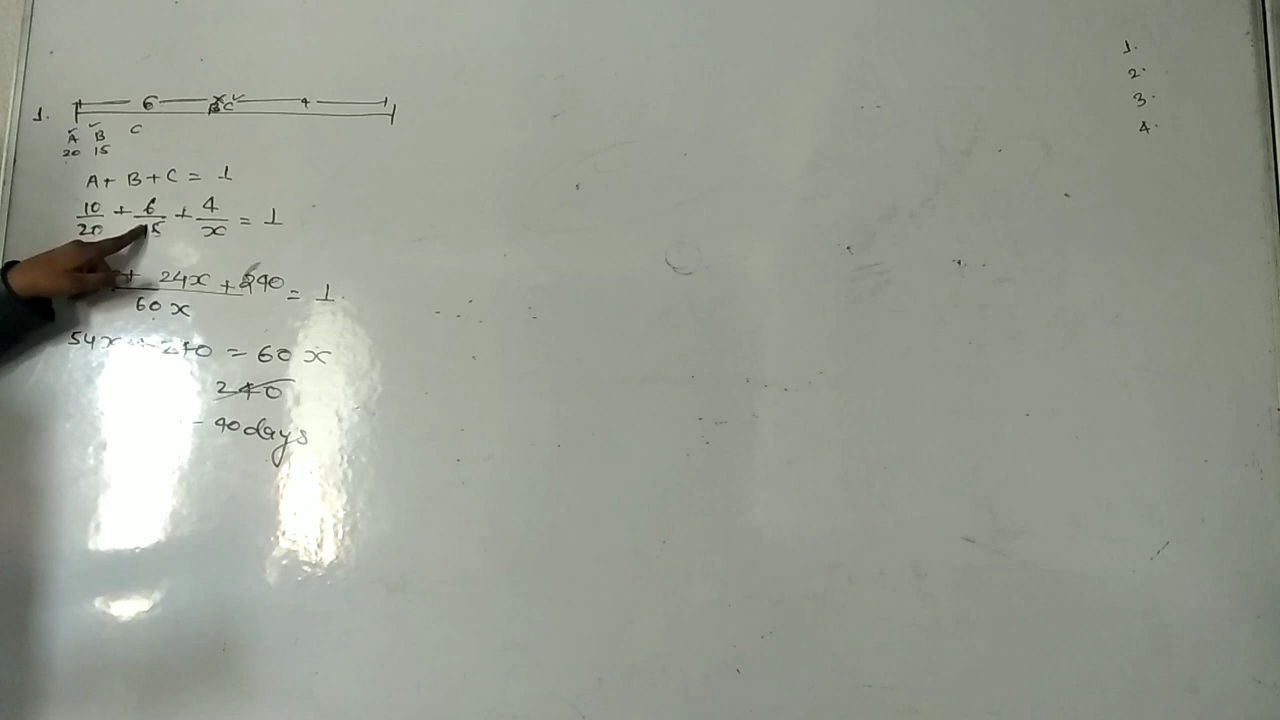 1. 6 BC 4
A B C
20 15
A + B + C = 1
10/20 + 6/15 + 4/x = 1
+ 24x + 240 / 60x = 1
54x + 240 = 60x
240
- 40 days
1.
2.
3.
4.